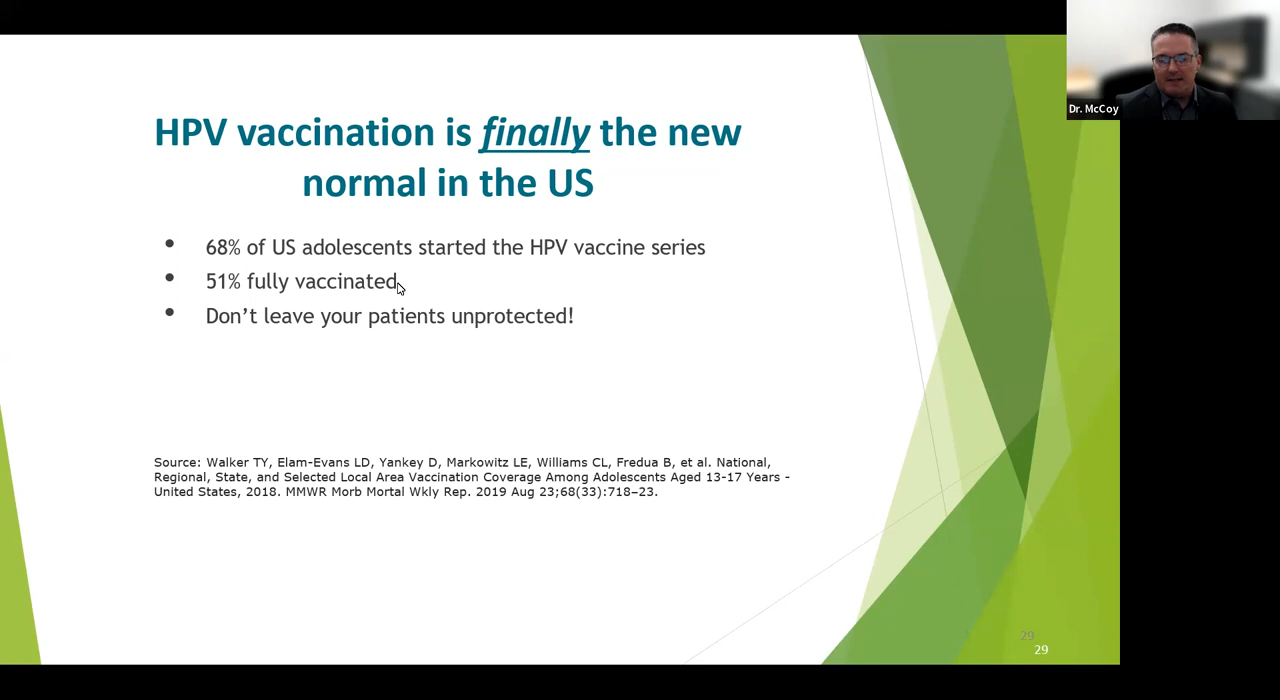 Dr. McCoy
HPV vaccination is finally the new
normal in the US
• 68% of US adolescents started the HPV vaccine series
• 51% fully vaccinated
• Don’t leave your patients unprotected!
Source: Walker TY, Elam-Evans LD, Yankey D, Markowitz LE, Williams CL, Fredua B, et al. National,
Regional, State, and Selected Local Area Vaccination Coverage Among Adolescents Aged 13-17 Years -
United States, 2018. MMWR Morb Mortal Wkly Rep. 2019 Aug 23;68(33):718–23.
29
29